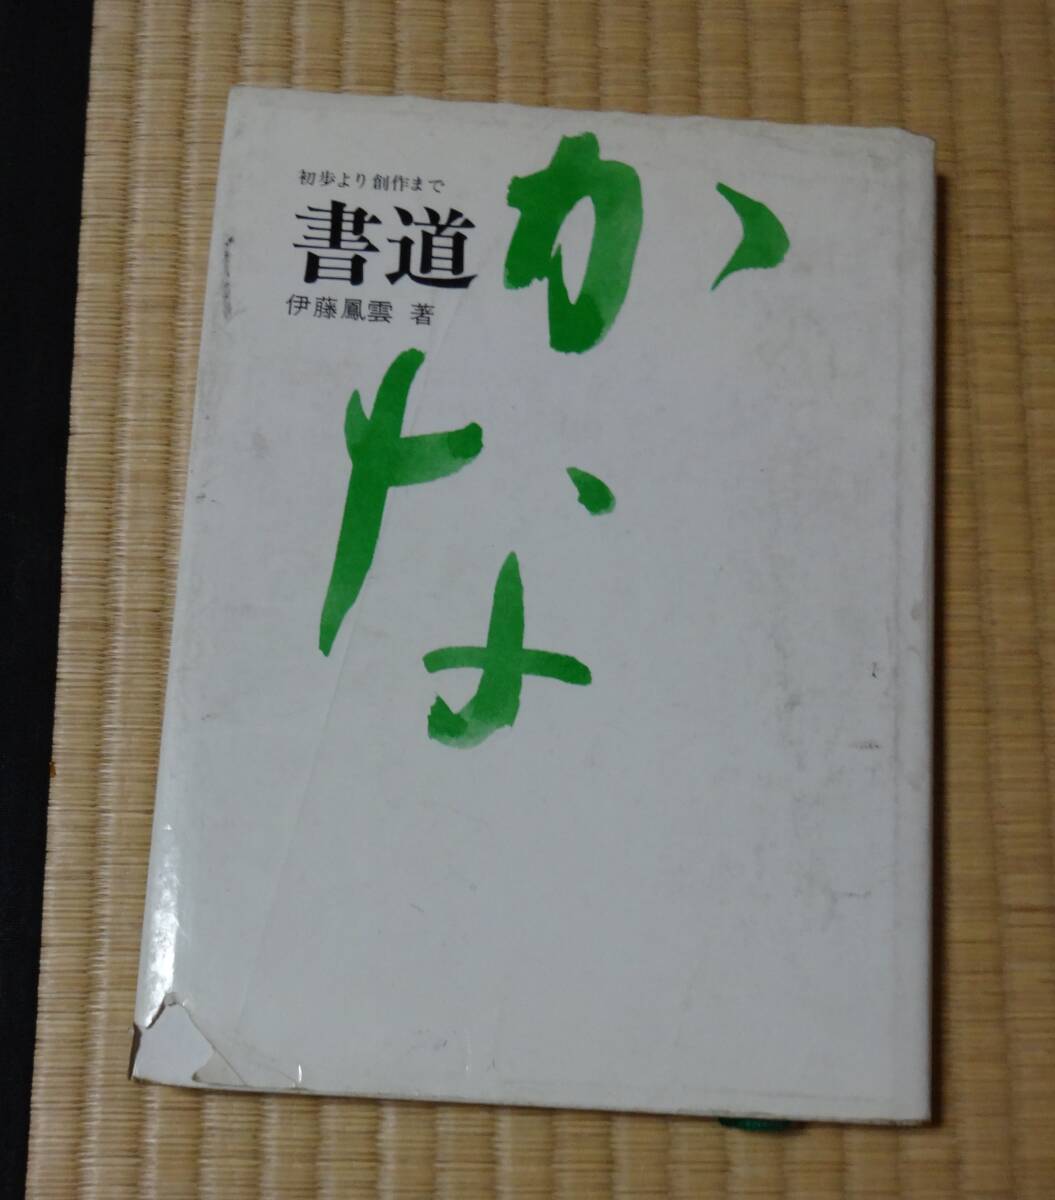 初歩より創作まで
書道
伊藤鳳雲 著
かな